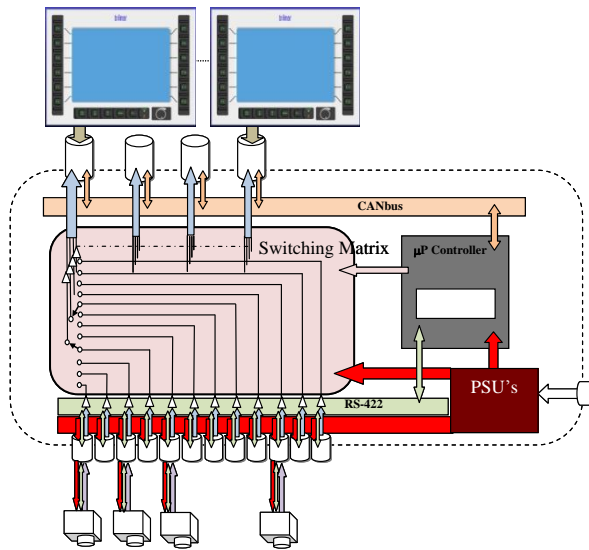 CANbus
Switching Matrix
µP Controller
PSU's
RS-422